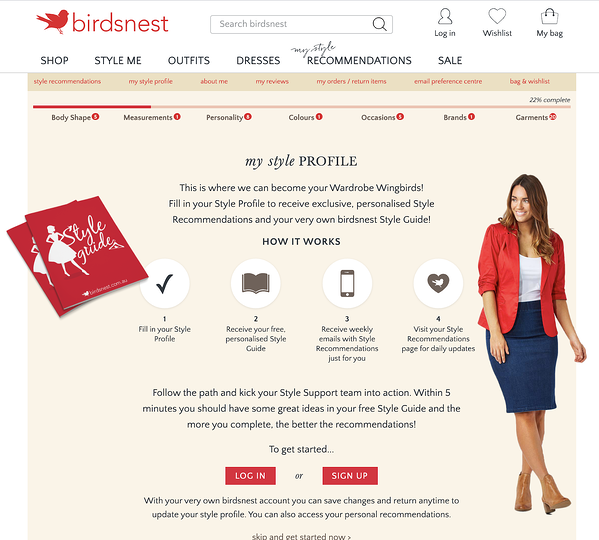 birdsnest
Search birdsnest
Log in
Wishlist
My bag
my style
SHOP STYLE ME OUTFITS DRESSES RECOMMENDATIONS SALE
style recommendations my style profile about me my reviews my orders / return items email preference centre bag & wishlist
22% complete
Body Shape 5 Measurements 1 Personality 8 Colours 1 Occasions 5 Brands 1 Garments 20
my style PROFILE
This is where we can become your Wardrobe Wingbirds!
Fill in your Style Profile to receive exclusive, personalised Style
Recommendations and your very own birdsnest Style Guide!
HOW IT WORKS
Style
guide
birdsnest.com.au
1
Fill in your Style
Profile
2
Receive your free,
personalised Style
Guide
3
Receive weekly
emails with Style
Recommendations
just for you
4
Visit your Style
Recommendations
page for daily updates
Follow the path and kick your Style Support team into action. Within 5
minutes you should have some great ideas in your free Style Guide and the
more you complete, the better the recommendations!
To get started...
LOG IN or SIGN UP
With your very own birdsnest account you can save changes and return anytime to
update your style profile. You can also access your personal recommendations.
skip and get started now >